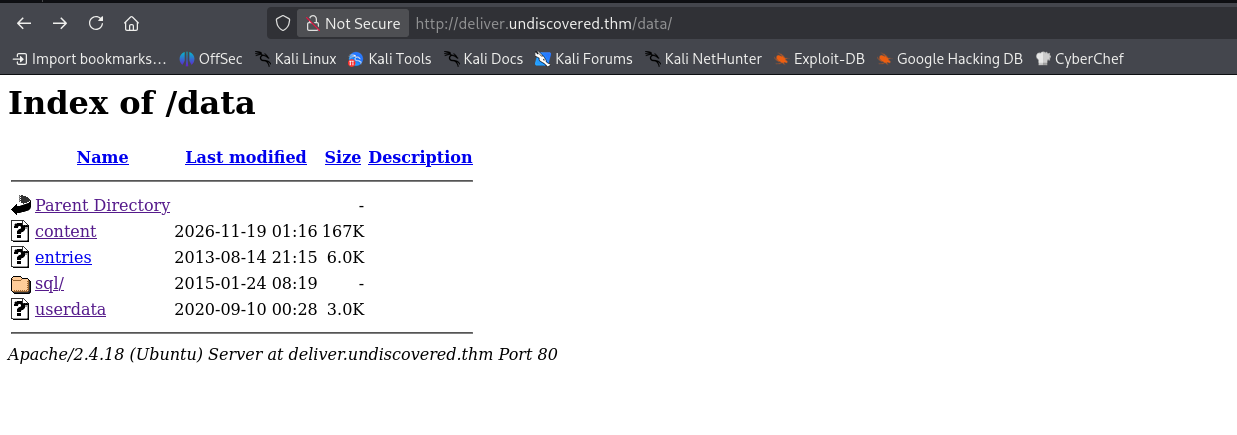 Not Secure http://deliver.undiscovered.thm/data/
Import bookmarks... OffSec Kali Linux Kali Tools Kali Docs Kali Forums Kali NetHunter Exploit-DB Google Hacking DB CyberChef
Index of /data
Name Last modified Size Description
Parent Directory -
content 2026-11-19 01:16 167K
entries 2013-08-14 21:15 6.0K
sql/ 2015-01-24 08:19 -
userdata 2020-09-10 00:28 3.0K
Apache/2.4.18 (Ubuntu) Server at deliver.undiscovered.thm Port 80